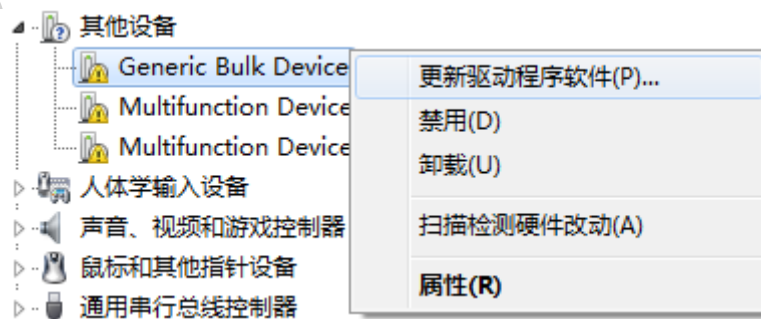 其他设备
Generic Bulk Device
Multifunction Device
Multifunction Device
人体学输入设备
声音、视频和游戏控制器
鼠标和其他指针设备
通用串行总线控制器
更新驱动程序软件(P)...
禁用(D)
卸载(U)
扫描检测硬件改动(A)
属性(R)